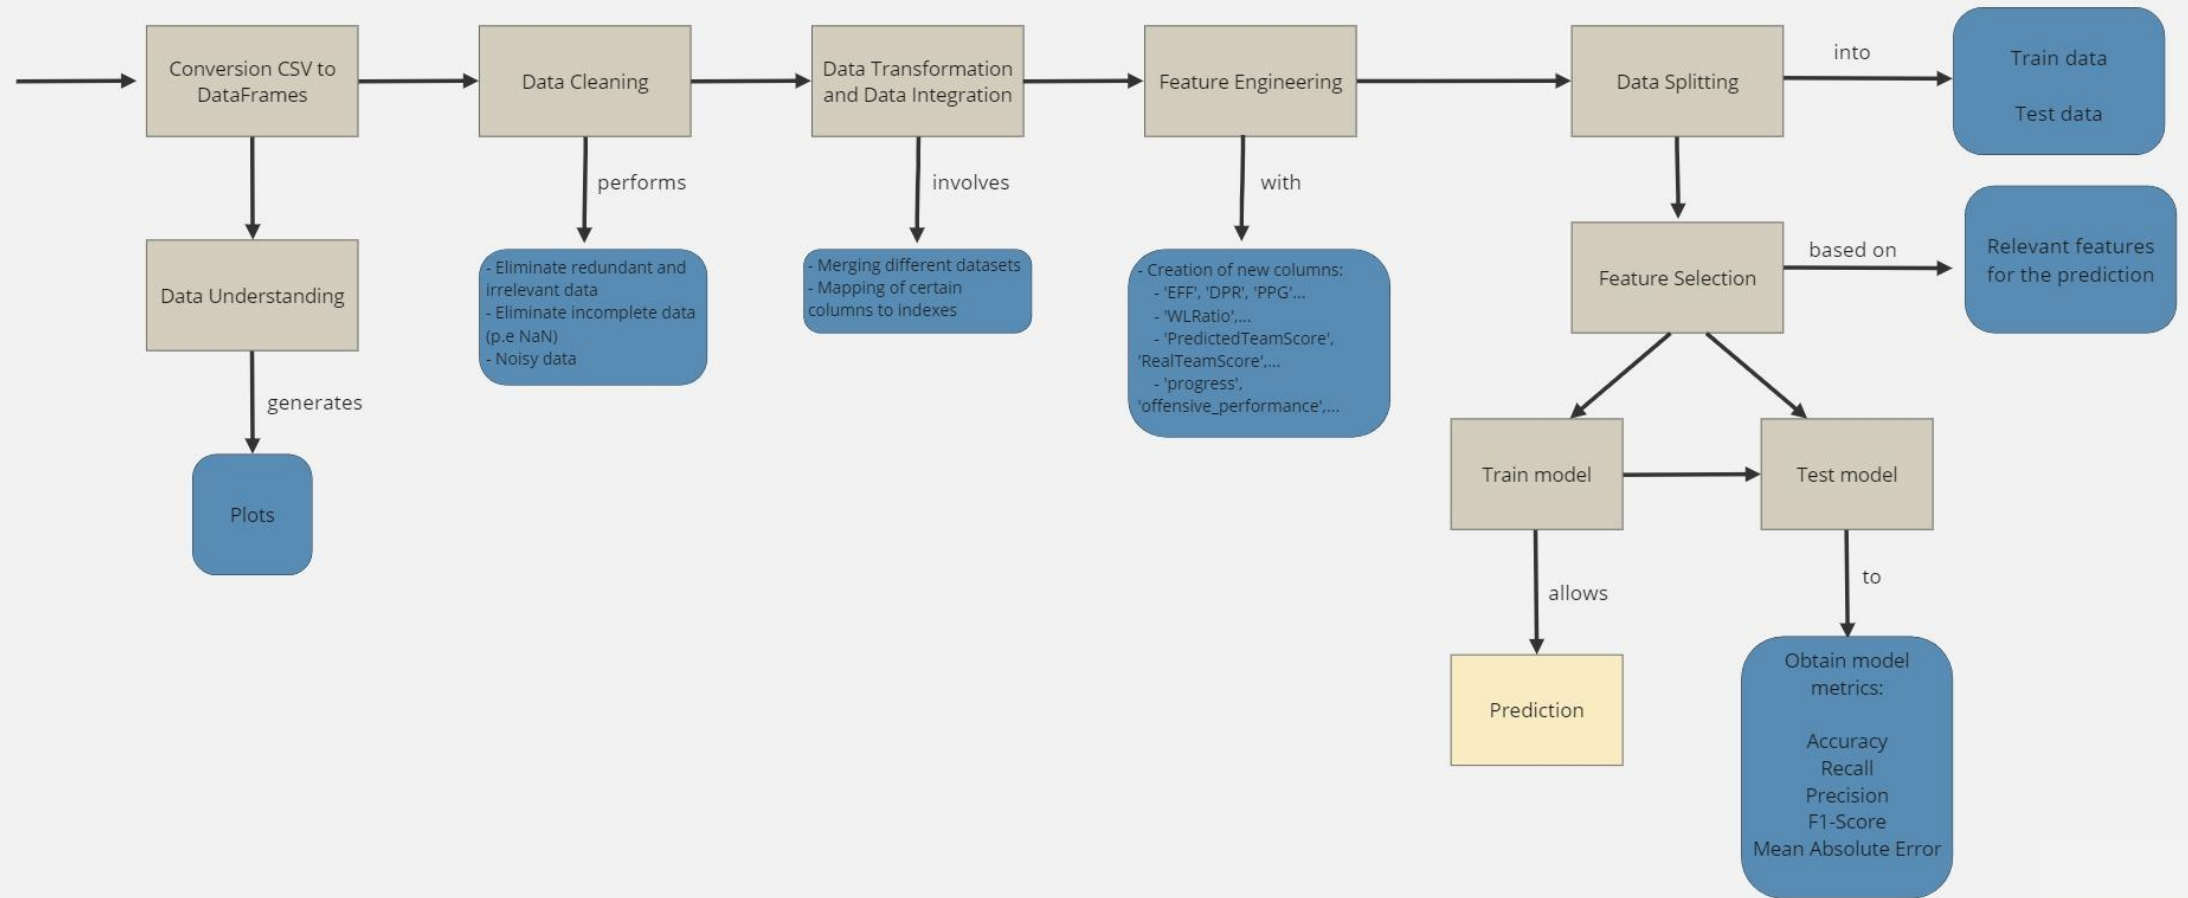 Conversion CSV to
DataFrames
Data Cleaning
Data Transformation
and Data Integration
Feature Engineering
Data Splitting
into
Train data
Test data
performs
involves
with
Data Understanding
- Eliminate redundant and
irrelevant data
- Eliminate incomplete data
(p.e NaN)
- Noisy data
- Merging different datasets
- Mapping of certain
columns to indexes
- Creation of new columns:
- 'EFF', 'DPR', 'PPG'...
- 'WLRatio',...
- 'PredictedTeamScore',
'RealTeamScore',...
- 'progress',
'offensive_performance',...
Feature Selection
based on
Relevant features
for the prediction
generates
Plots
Train model
Test model
allows
to
Prediction
Obtain model
metrics:
Accuracy
Recall
Precision
F1-Score
Mean Absolute Error